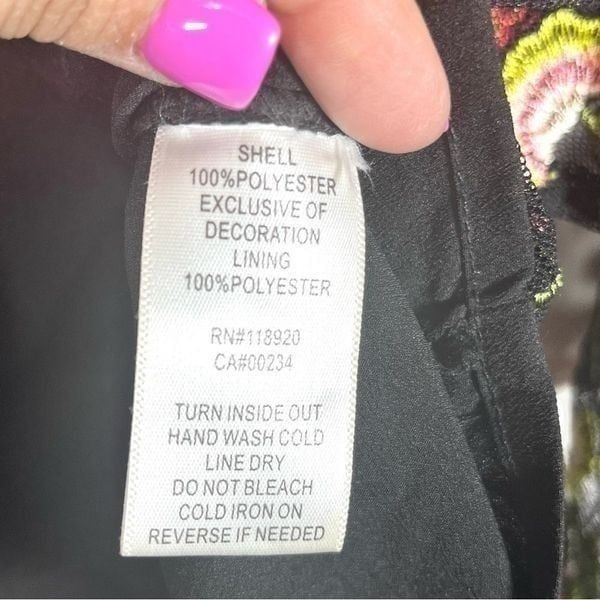 SHELL
100%POLYESTER
EXCLUSIVE OF
DECORATION
LINING
100%POLYESTER
RN#118920
CA#00234
TURN INSIDE OUT
HAND WASH COLD
LINE DRY
DO NOT BLEACH
COLD IRON ON
REVERSE IF NEEDED